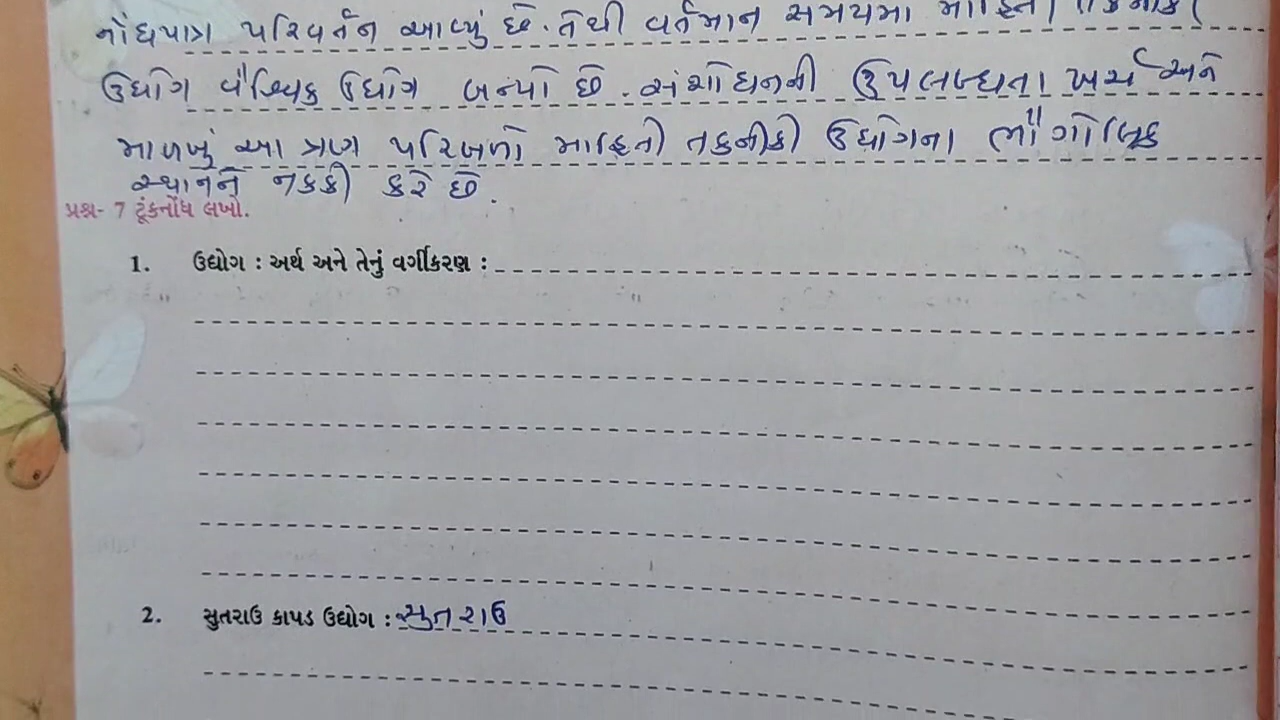 નોંધપાત્ર પરિવર્તન આવ્યું છે. તેથી વર્તમાન સમયમા માહિતી તકનીકી
ઉદ્યોગ વૈશ્વિક ઉદ્યોગ બન્યો છે. સંશોધનની ઉપલબ્ધતા ખર્ચ અને
માળખું આ ત્રણ પરિબળો માહિતી તકનીકી ઉદ્યોગના ભૌગોલિક
સ્થાનને નકકી કરે છે.
પ્રશ્ન- 7 ટૂંકનોંધ લખો.
1. ઉદ્યોગ : અર્થ અને તેનું વર્ગીકરણ :
2. સુતરાઉ કાપડ ઉદ્યોગ : સુતરાઉ